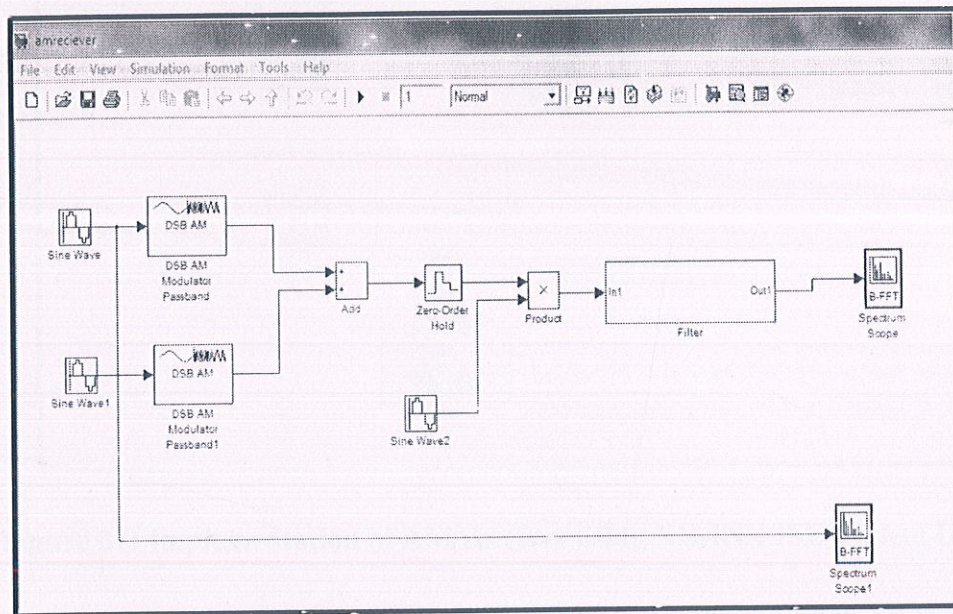 amreciever
File Edit View Simulation Format Tools Help
1 Normal
DSB AM
Sine Wave
DSB AM
Modulator
Passband
+
+
Add
Zero-Order
Hold
×
Product
In1 Out1
Filter
B-FFT
Spectrum
Scope
DSB AM
Sine Wave1
DSB AM
Modulator
Passband1
Sine Wave2
B-FFT
Spectrum
Scope1